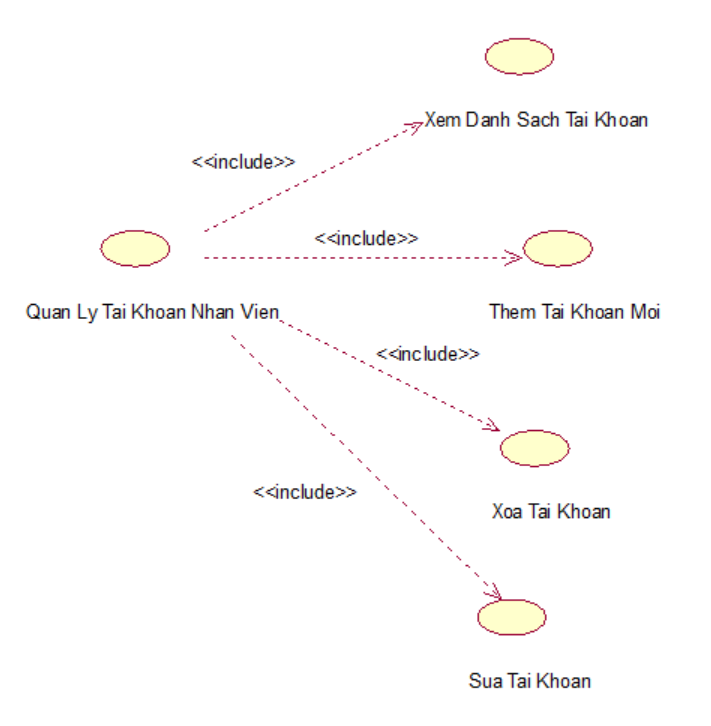 Xem Danh Sach Tai Khoan
<<include>>
<<include>>
Quan Ly Tai Khoan Nhan Vien
Them Tai Khoan Moi
<<include>>
<<include>>
Xoa Tai Khoan
Sua Tai Khoan